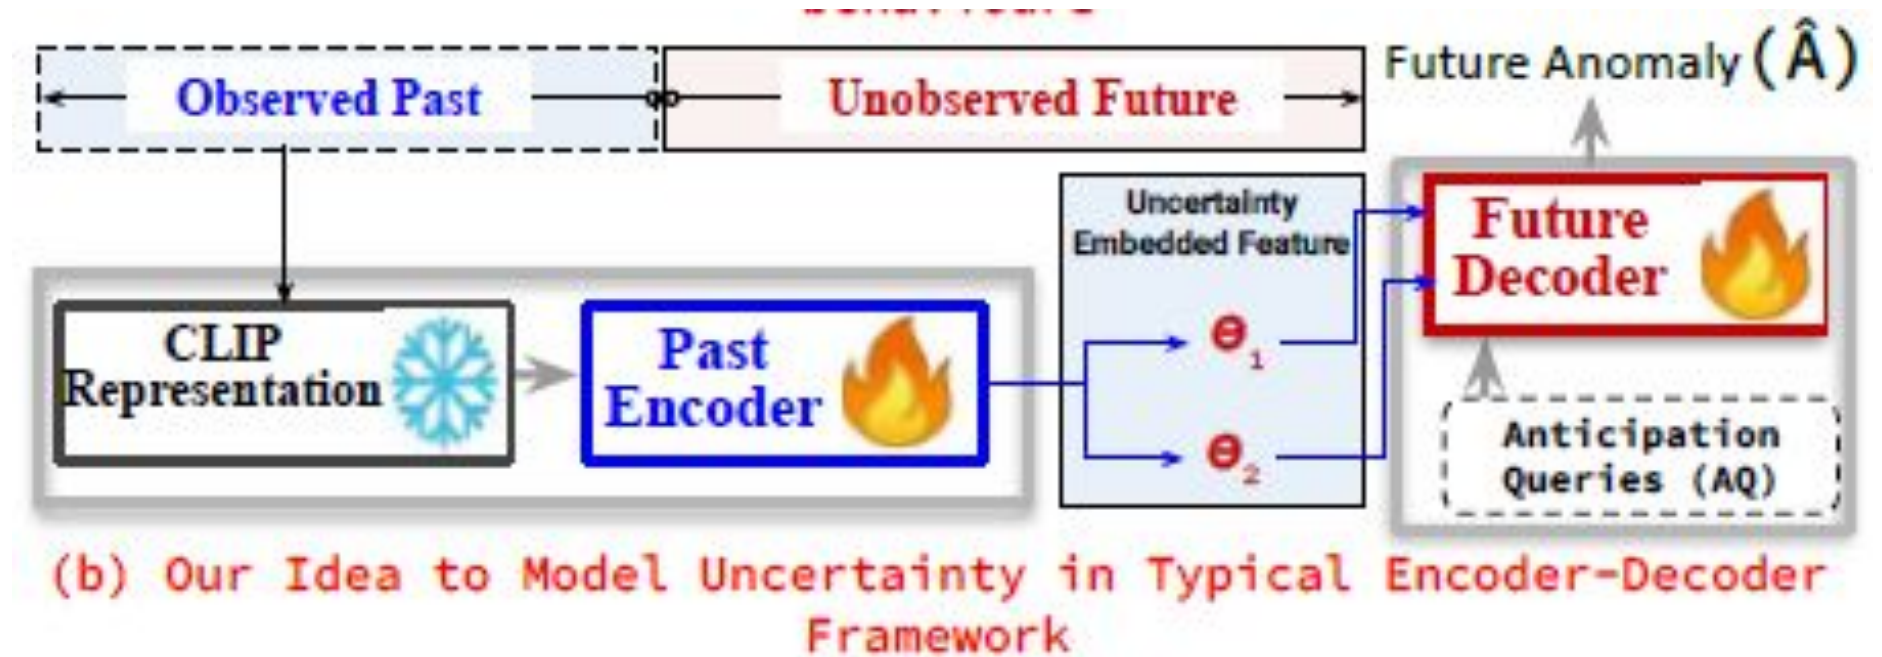 Observed Past
Unobserved Future
Future Anomaly (Â)
Uncertainty
Embedded Feature
Future
Decoder
CLIP
Representation
Past
Encoder
Θ1
Θ2
Anticipation
Queries (AQ)
(b) Our Idea to Model Uncertainty in Typical Encoder-Decoder
Framework